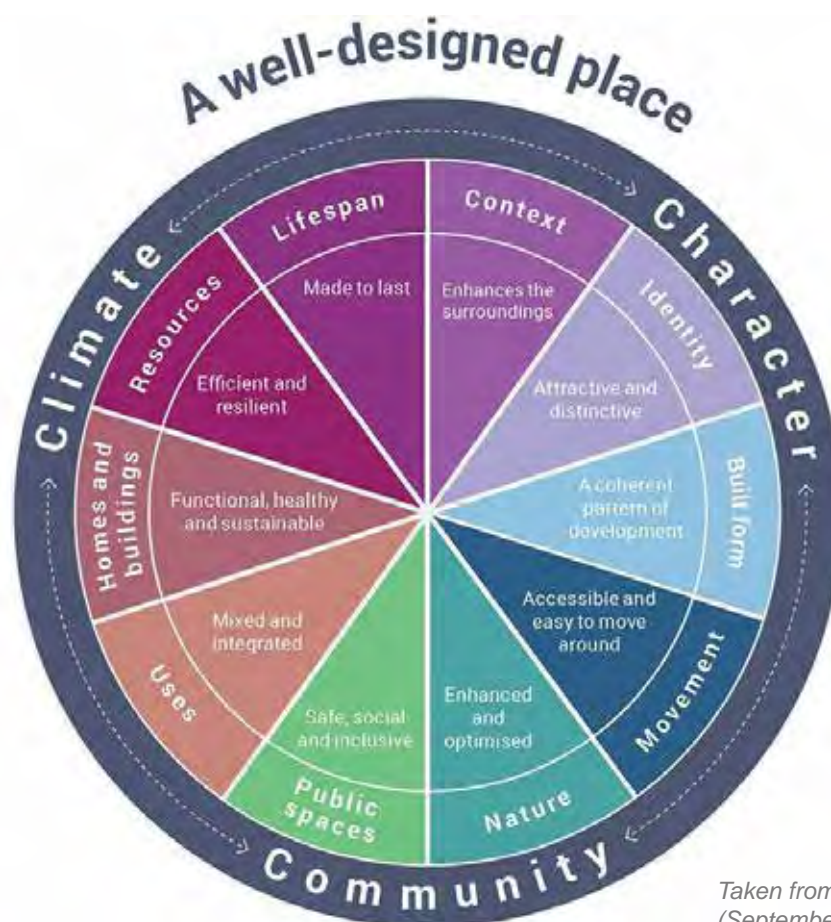 A well-designed place
Climate
Character
Community
Context
Enhances the
surroundings
Identity
Attractive and
distinctive
Built form
A coherent
pattern of
development
Movement
Accessible and
easy to move
around
Nature
Enhanced
and
optimised
Public
spaces
Safe, social
and inclusive
Uses
Mixed and
integrated
Homes and
buildings
Functional, healthy
and sustainable
Resources
Efficient and
resilient
Lifespan
Made to last
Taken from